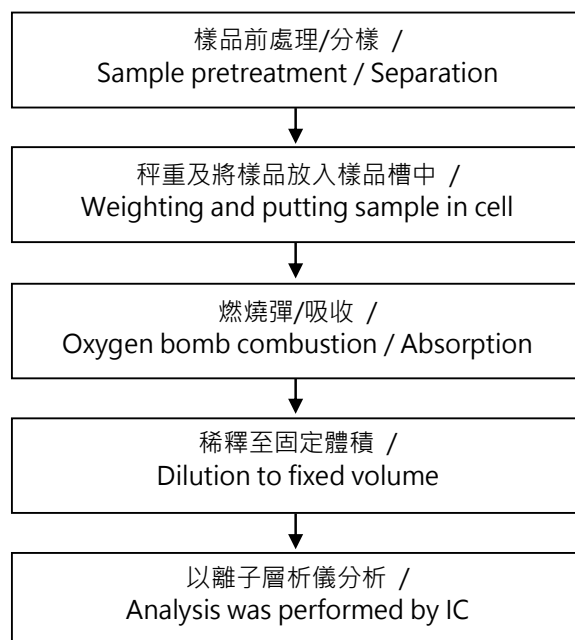 樣品前處理/分樣 /
Sample pretreatment / Separation
秤重及將樣品放入樣品槽中 /
Weighting and putting sample in cell
燃燒彈/吸收 /
Oxygen bomb combustion / Absorption
稀釋至固定體積 /
Dilution to fixed volume
以離子層析儀分析 /
Analysis was performed by IC